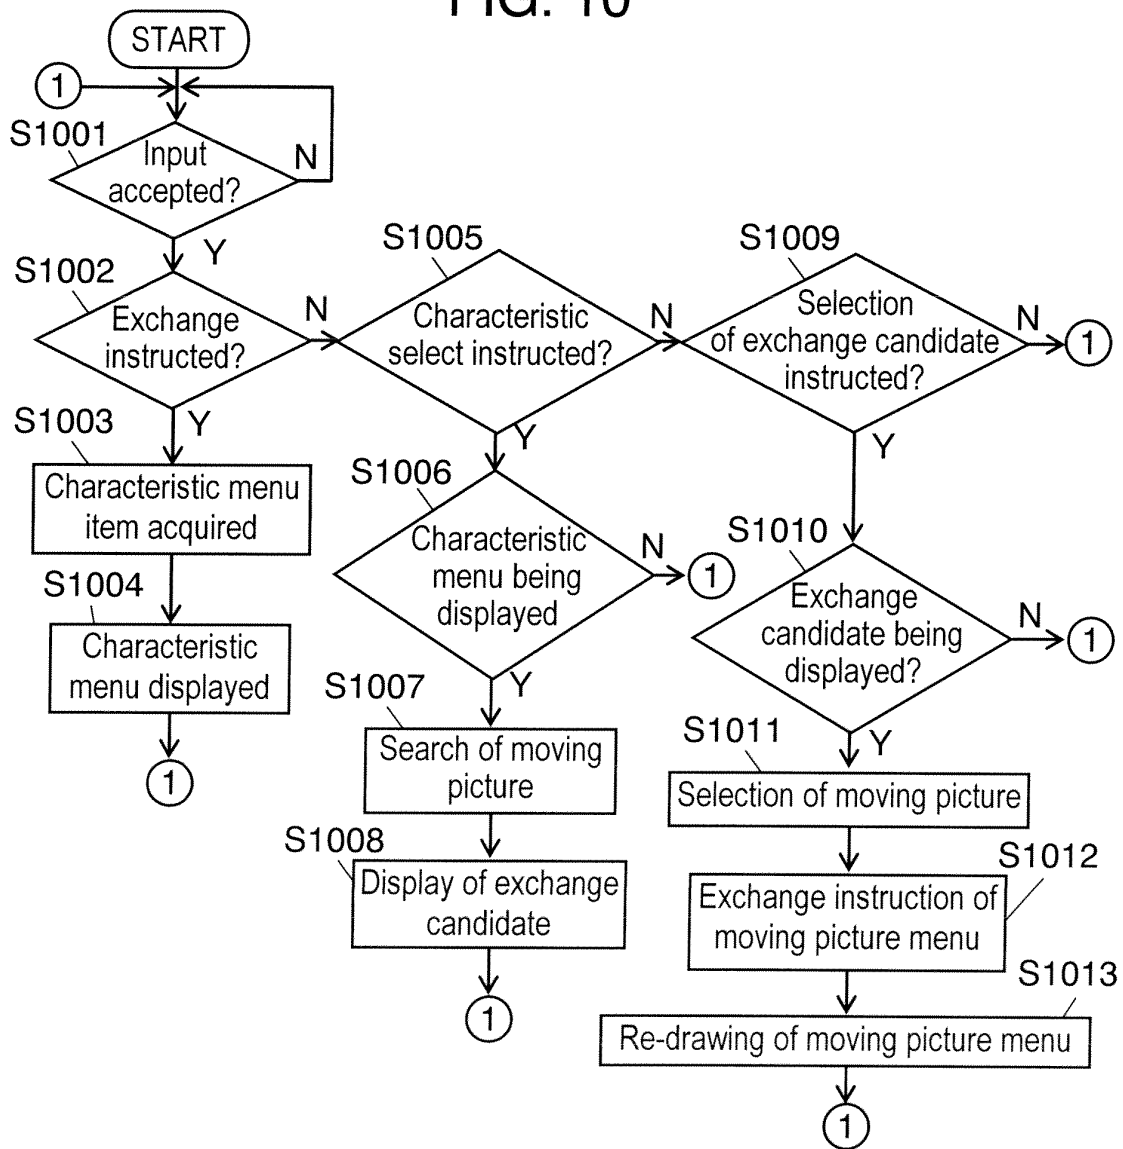 FIG. 10
START
1
S1001
Input
accepted?
N
Y
S1002
Exchange
instructed?
N
Y
S1003
Characteristic menu
item acquired
S1004
Characteristic
menu displayed
1
S1005
Characteristic
select instructed?
N
Y
S1006
Characteristic
menu being
displayed
N
1
Y
S1007
Search of moving
picture
S1008
Display of exchange
candidate
1
S1009
Selection
of exchange candidate
instructed?
N
1
Y
S1010
Exchange
candidate being
displayed?
N
1
Y
S1011
Selection of moving picture
S1012
Exchange instruction of
moving picture menu
S1013
Re-drawing of moving picture menu
1